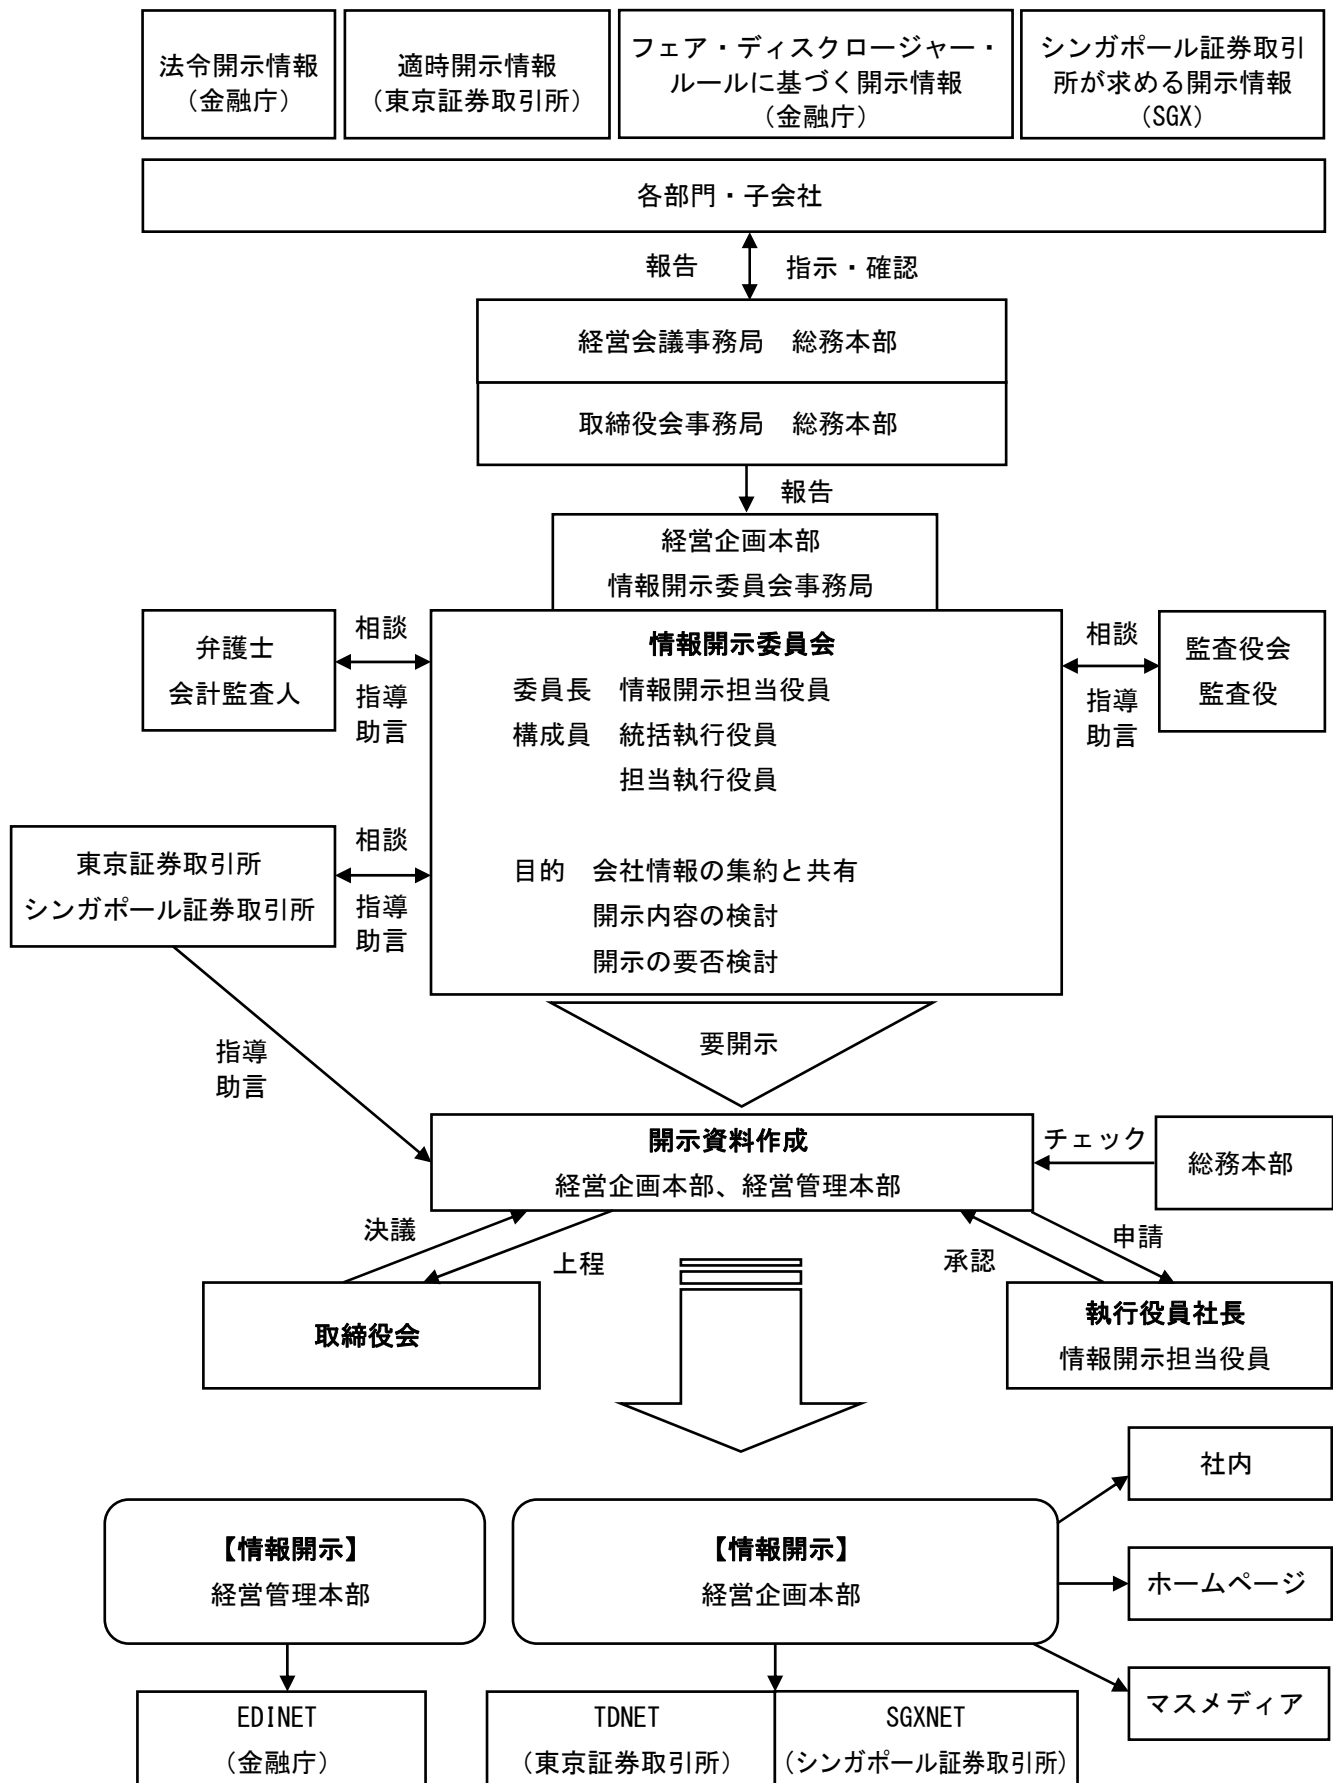 法令開示情報
（金融庁）
適時開示情報
（東京証券取引所）
フェア・ディスクロージャー・
ルールに基づく開示情報
（金融庁）
シンガポール証券取引
所が求める開示情報
（SGX）
各部門・子会社
報告
指示・確認
経営会議事務局　総務本部
取締役会事務局　総務本部
報告
経営企画本部
情報開示委員会事務局
弁護士
会計監査人
相談
指導
助言
情報開示委員会
委員長　情報開示担当役員
構成員　統括執行役員
担当執行役員
目的　会社情報の集約と共有
開示内容の検討
開示の要否検討
相談
指導
助言
監査役会
監査役
東京証券取引所
シンガポール証券取引所
相談
指導
助言
要開示
指導
助言
開示資料作成
経営企画本部、経営管理本部
チェック
総務本部
決議
上程
承認
申請
取締役会
執行役員社長
情報開示担当役員
【情報開示】
経営管理本部
【情報開示】
経営企画本部
社内
ホームページ
マスメディア
EDINET
（金融庁）
TDNET
（東京証券取引所）
SGXNET
（シンガポール証券取引所）